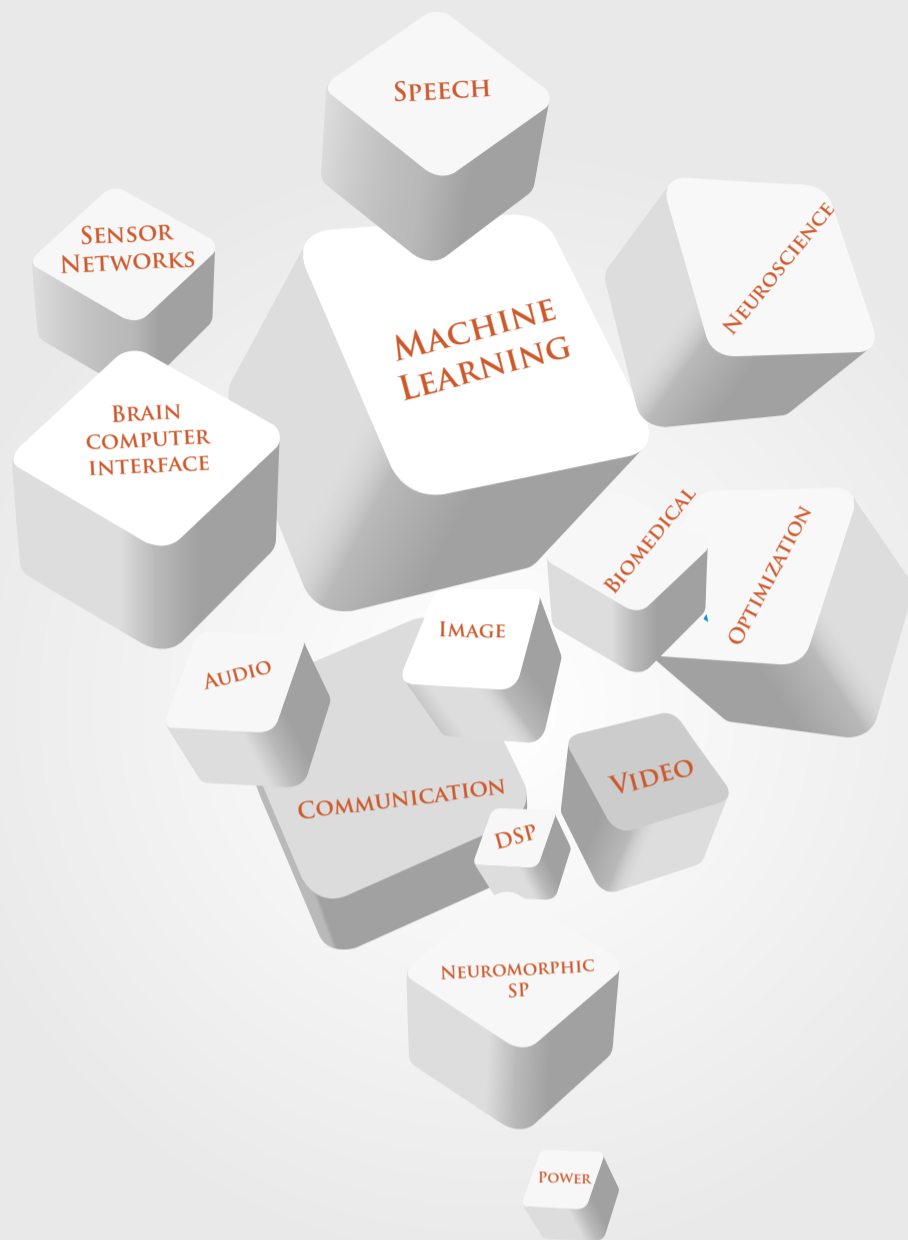 Speech
Sensor
Networks
Neuroscience
Machine
Learning
Brain
computer
interface
Biomedical
Optimization
Image
Audio
Video
Communication
DSP
Neuromorphic
SP
Power